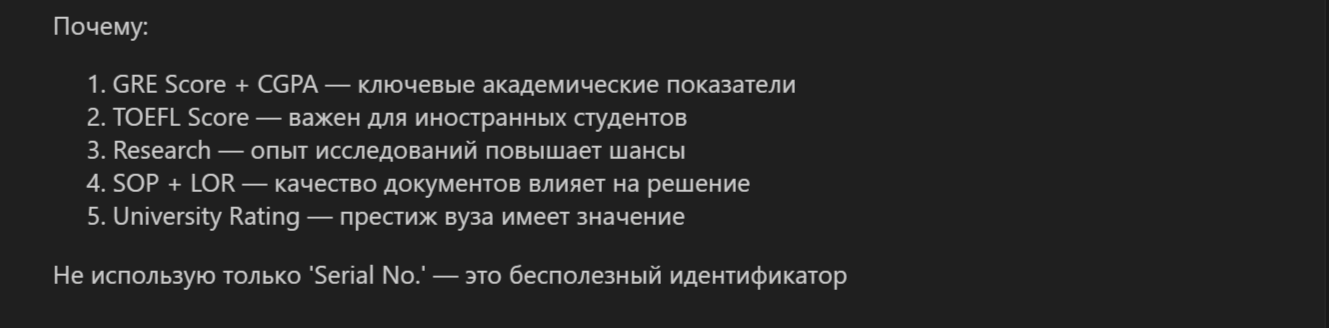 Почему:
1. GRE Score + CGPA — ключевые академические показатели
2. TOEFL Score — важен для иностранных студентов
3. Research — опыт исследований повышает шансы
4. SOP + LOR — качество документов влияет на решение
5. University Rating — престиж вуза имеет значение
Не использую только 'Serial No.' — это бесполезный идентификатор